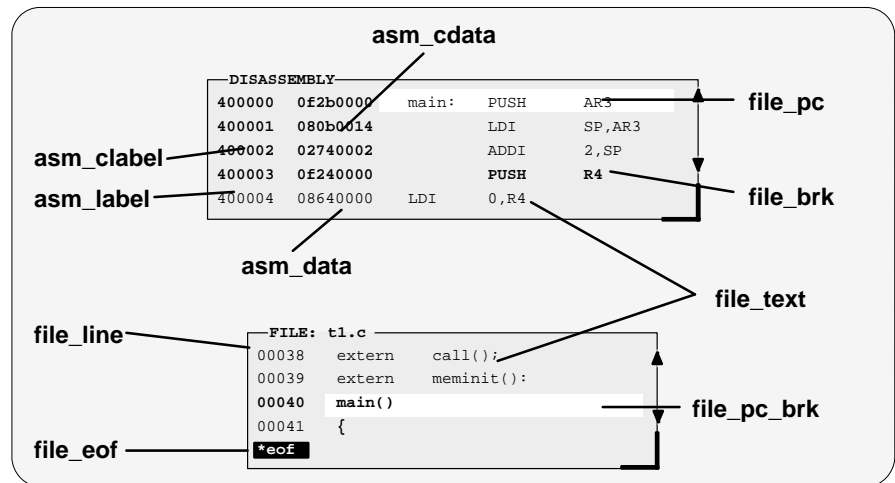 asm_cdata
DISASSEMBLY
400000 0f2b0000 main: PUSH AR3
file_pc
400001 080b0014 LDI SP,AR3
asm_clabel
400002 02740002 ADDI 2,SP
400003 0f240000 PUSH R4
file_brk
asm_label
400004 08640000 LDI 0,R4
asm_data
file_text
file_line
FILE: t1.c
00038 extern call();
00039 extern meminit():
00040 main()
file_pc_brk
00041 {
file_eof
*eof